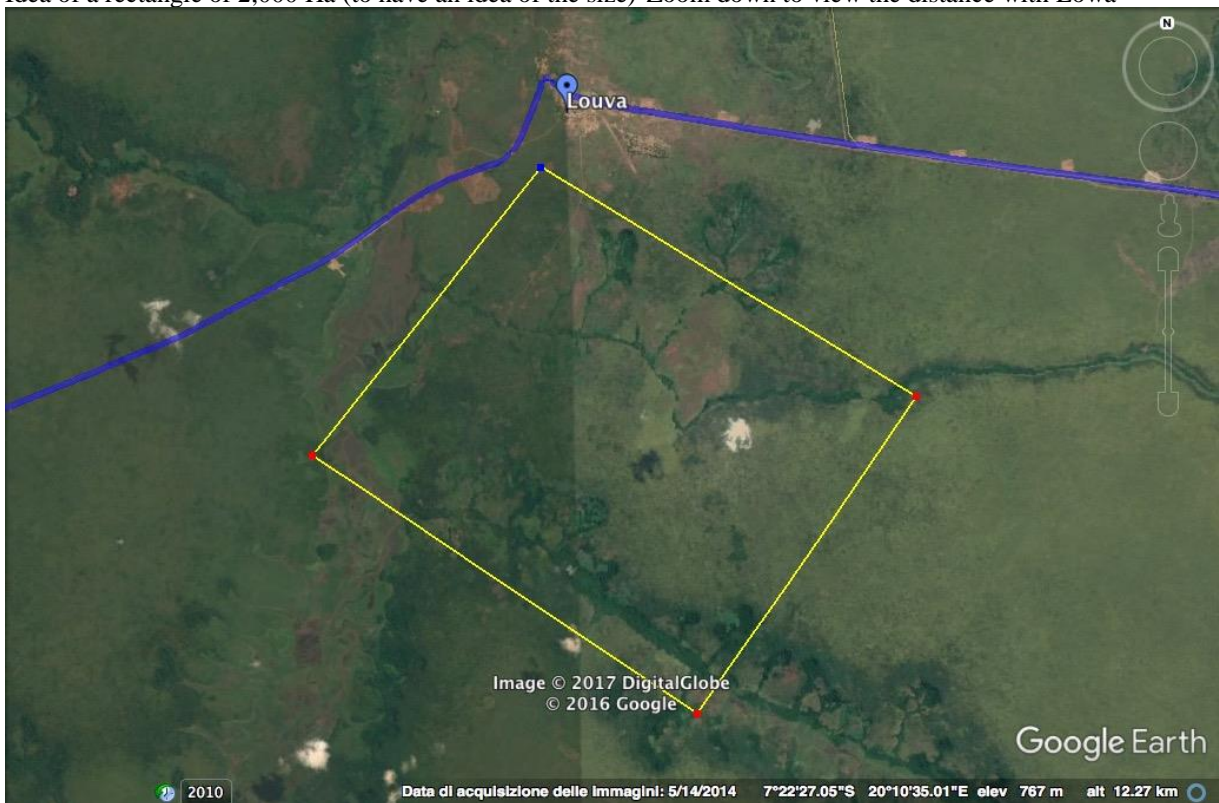 Idea of a rectangle of 2,000 Ha (to have an idea of the size) Zoom down to view the distance with Lowa
N
Louva
Image © 2017 DigitalGlobe
© 2016 Google
Google Earth
2010
Data di acquisizione delle immagini: 5/14/2014 7°22'27.05"S 20°10'35.01"E elev 767 m alt 12.27 km